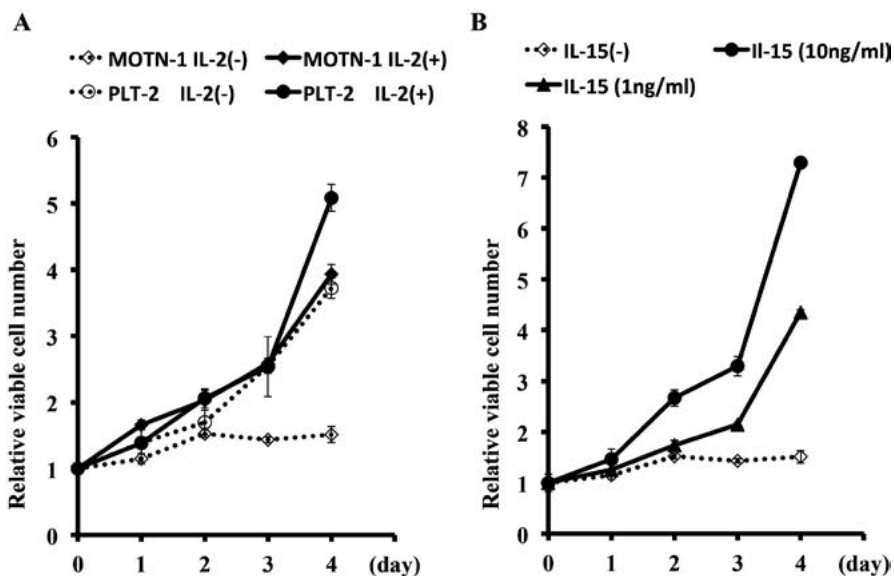 A
MOTN-1 IL-2(-) MOTN-1 IL-2(+)
PLT-2 IL-2(-) PLT-2 IL-2(+)
Relative viable cell number
6
5
4
3
2
1
0
0 1 2 3 4 (day)
B
IL-15(-) Il-15 (10ng/ml)
IL-15 (1ng/ml)
Relative viable cell number
8
7
6
5
4
3
2
1
0
0 1 2 3 4 (day)